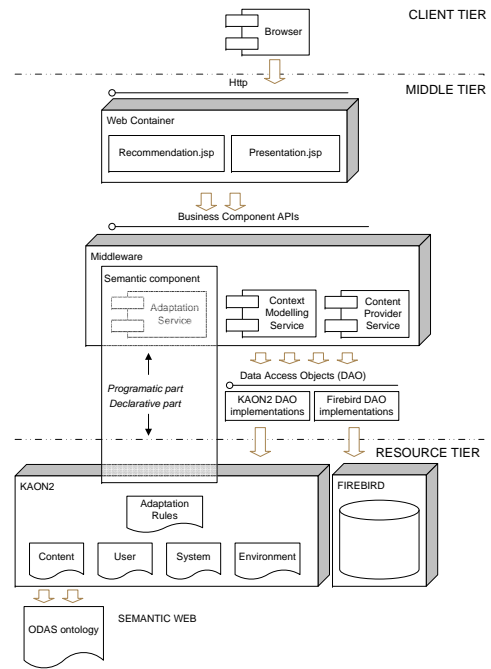 CLIENT TIER
Browser
Http
MIDDLE TIER
Web Container
Recommendation.jsp
Presentation.jsp
Business Component APIs
Middleware
Semantic component
Adaptation
Service
Context
Modelling
Service
Content
Provider
Service
Programatic part
Declarative part
Data Access Objects (DAO)
KAON2 DAO
implementations
Firebird DAO
implementations
RESOURCE TIER
KAON2
FIREBIRD
Adaptation
Rules
Content
User
System
Environment
ODAS ontology
SEMANTIC WEB